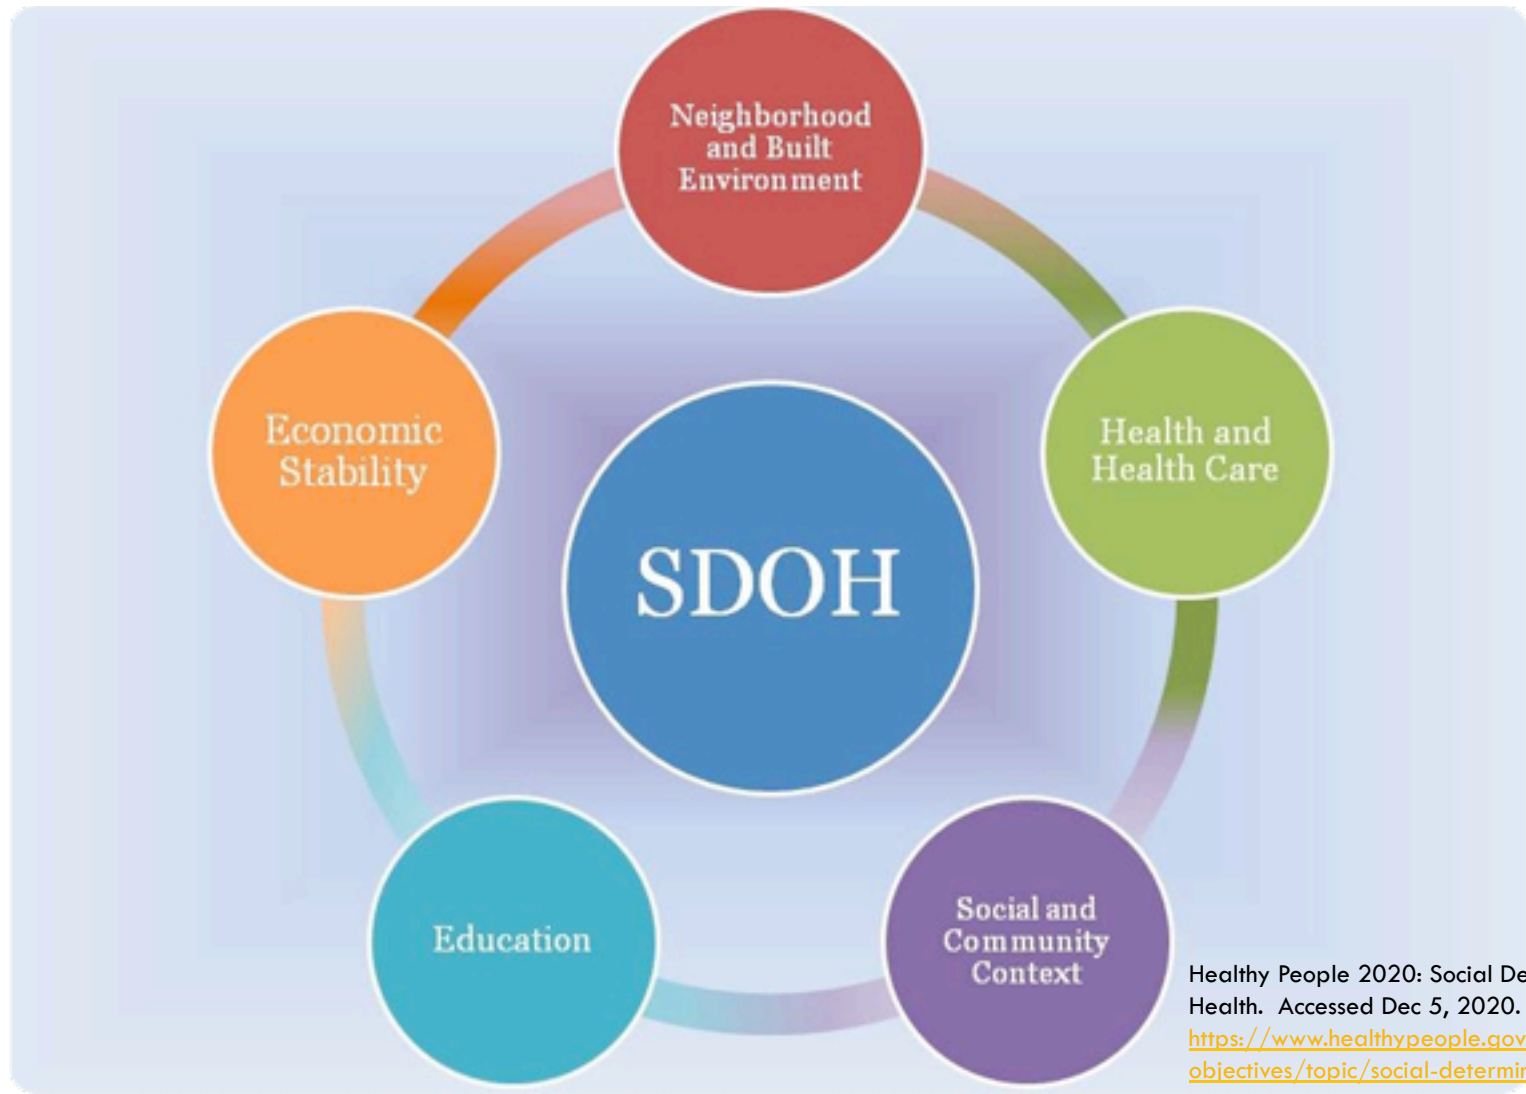 Neighborhood
and Built
Environment
Economic
Stability
Health and
Health Care
SDOH
Education
Social and
Community
Context
Healthy People 2020: Social De
Health.  Accessed Dec 5, 2020.
https://www.healthypeople.gov
objectives/topic/social-determin